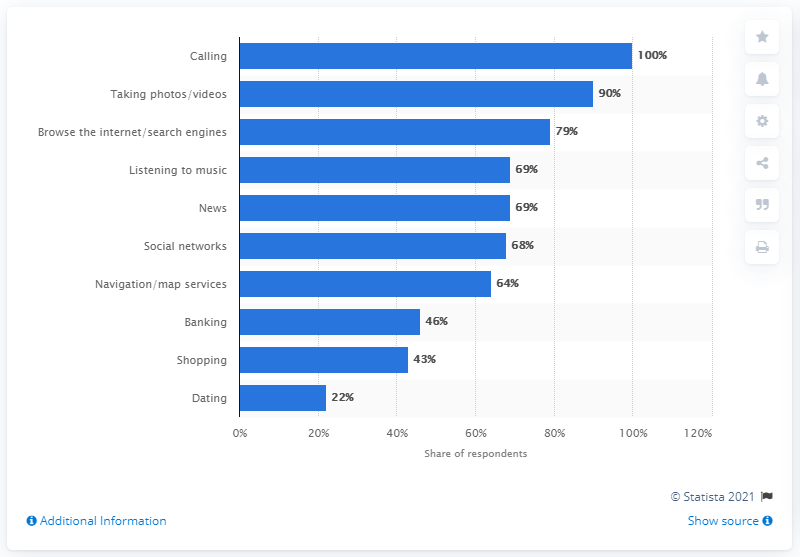 Calling 100%
Taking photos/videos 90%
Browse the internet/search engines 79%
Listening to music 69%
News 69%
Social networks 68%
Navigation/map services 64%
Banking 46%
Shopping 43%
Dating 22%
0% 20% 40% 60% 80% 100% 120%
Share of respondents
© Statista 2021
Additional Information Show source